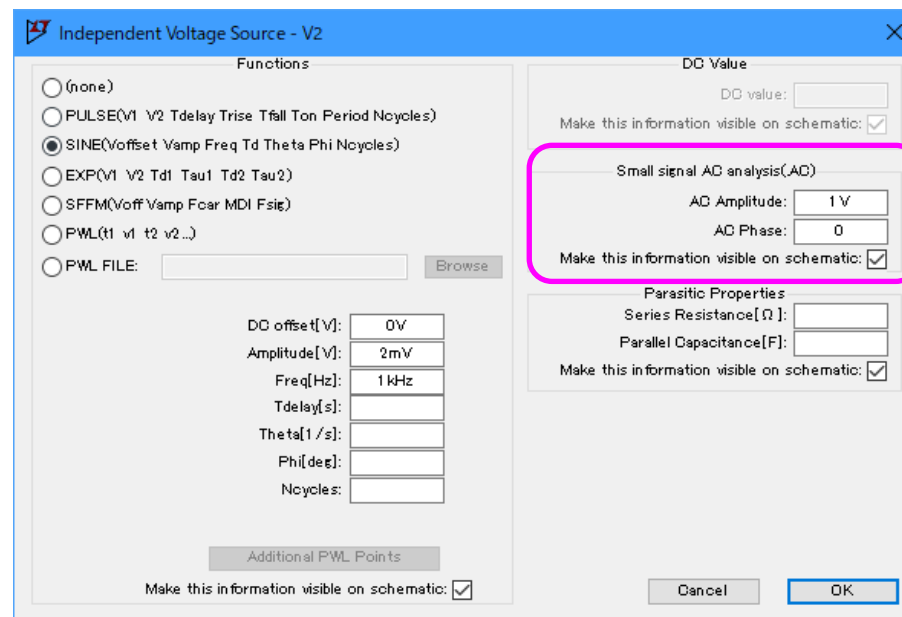 Independent Voltage Source - V2
Functions
(none)
PULSE(V1 V2 Tdelay Trise Tfall Ton Period Ncycles)
SINE(Voffset Vamp Freq Td Theta Phi Ncycles)
EXP(V1 V2 Td1 Tau1 Td2 Tau2)
SFFM(Voff Vamp Fcar MDI Fsig)
PWL(t1 v1 t2 v2...)
PWL FILE:
Browse
DC offset[V]: 0V
Amplitude[V]: 2mV
Freq[Hz]: 1kHz
Tdelay[s]:
Theta[1/s]:
Phi[deg]:
Ncycles:
Additional PWL Points
Make this information visible on schematic:
DC Value
DC value:
Make this information visible on schematic:
Small signal AC analysis(.AC)
AC Amplitude: 1V
AC Phase: 0
Make this information visible on schematic:
Parasitic Properties
Series Resistance[Ω]:
Parallel Capacitance[F]:
Make this information visible on schematic:
Cancel
OK